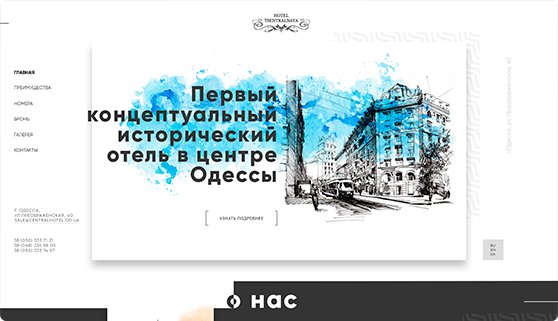 HOTEL
TSENTRALNAYA
ГЛАВНАЯ
ПРЕИМУЩЕСТВА
НОМЕРА
БРОНЬ
ГАЛЕРЕЯ
КОНТАКТЫ
Первый
концептуальный
исторический
отель в центре
Одессы
УЗНАТЬ ПОДРОБНЕЕ
г.Одесса, ул. Преображенская, 40
Г. ОДЕССА,
УЛ.ПРЕОБРАЖЕНСКАЯ, 40
SALE@CENTRALHOTEL.OD.UA
38 (050) 333 71 21
38 (048) 236 58 05
38 (050) 333 74 97
RU
EN
UA
О нас